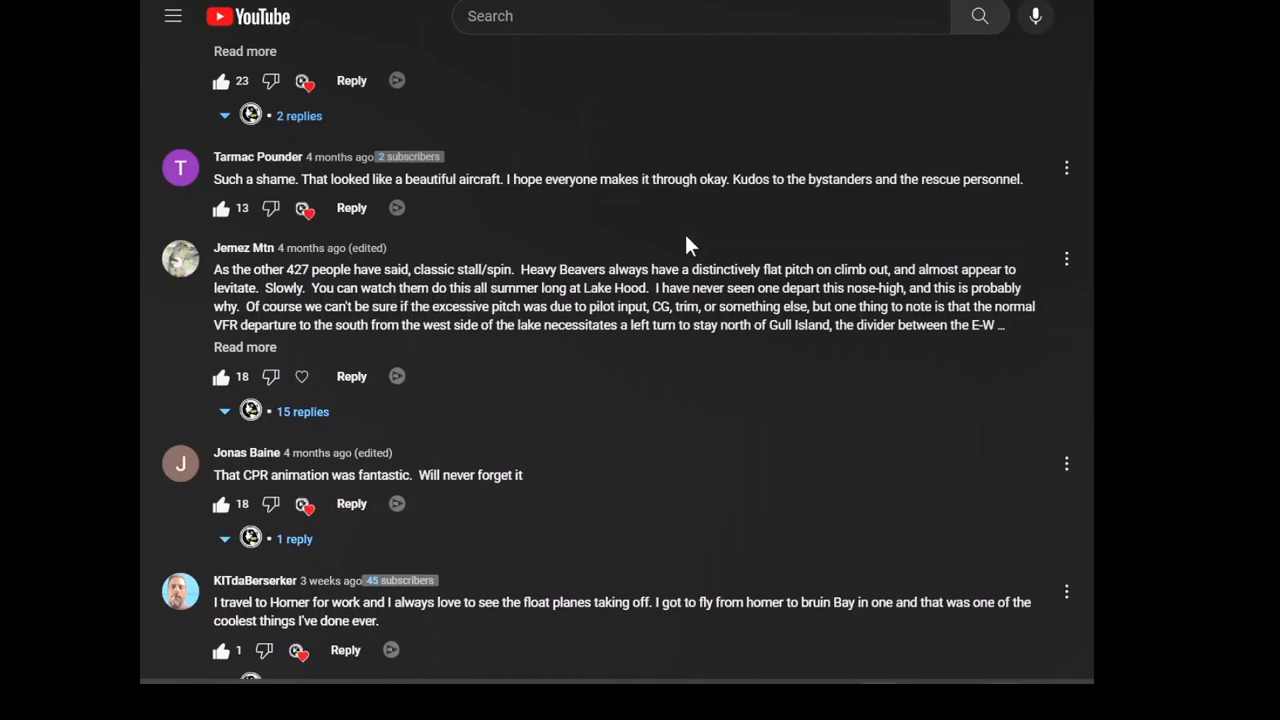 YouTube
Search
Read more
23 Reply
• 2 replies
T Tarmac Pounder 4 months ago 2 subscribers
Such a shame. That looked like a beautiful aircraft. I hope everyone makes it through okay. Kudos to the bystanders and the rescue personnel.
13 Reply
Jemez Mtn 4 months ago (edited)
As the other 427 people have said, classic stall/spin. Heavy Beavers always have a distinctively flat pitch on climb out, and almost appear to
levitate. Slowly. You can watch them do this all summer long at Lake Hood. I have never seen one depart this nose-high, and this is probably
why. Of course we can't be sure if the excessive pitch was due to pilot input, CG, trim, or something else, but one thing to note is that the normal
VFR departure to the south from the west side of the lake necessitates a left turn to stay north of Gull Island, the divider between the E-W ...
Read more
18 Reply
• 15 replies
J Jonas Baine 4 months ago (edited)
That CPR animation was fantastic. Will never forget it
18 Reply
• 1 reply
KITdaBerserker 3 weeks ago 45 subscribers
I travel to Homer for work and I always love to see the float planes taking off. I got to fly from homer to bruin Bay in one and that was one of the
coolest things I've done ever.
1 Reply